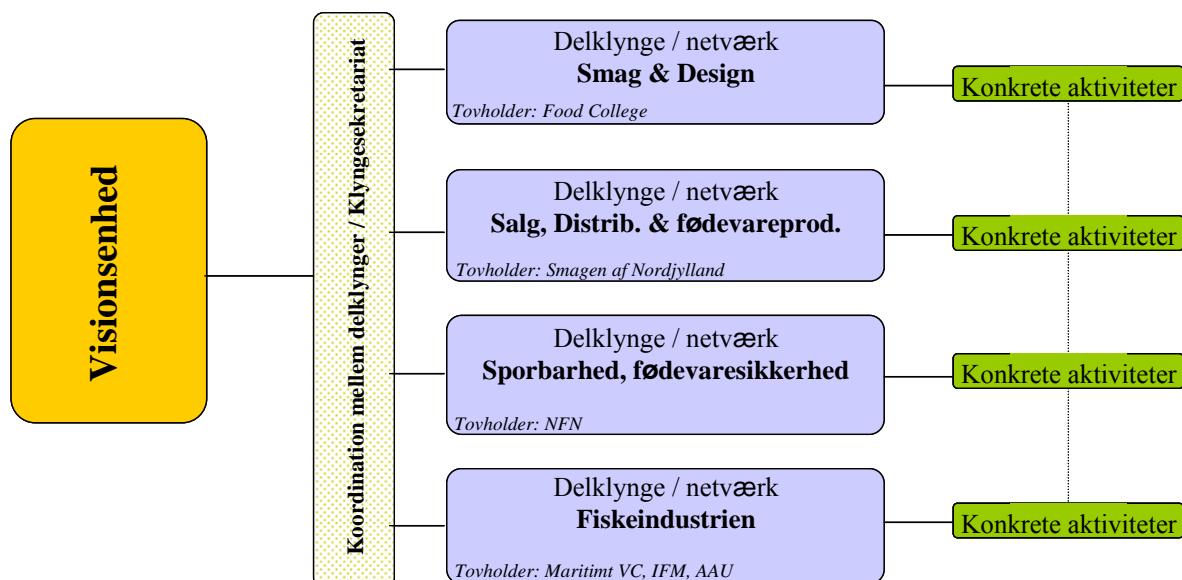 Visionsenhed
Koordination mellem delklynger / Klyngesekretariat
Delklynge / netværk
Smag & Design
Tovholder: Food College
Konkrete aktiviteter
Delklynge / netværk
Salg, Distrib. & fødevareprod.
Tovholder: Smagen af Nordjylland
Konkrete aktiviteter
Delklynge / netværk
Sporbarhed, fødevaresikkerhed
Tovholder: NFN
Konkrete aktiviteter
Delklynge / netværk
Fiskeindustrien
Tovholder: Maritimt VC, IFM, AAU
Konkrete aktiviteter